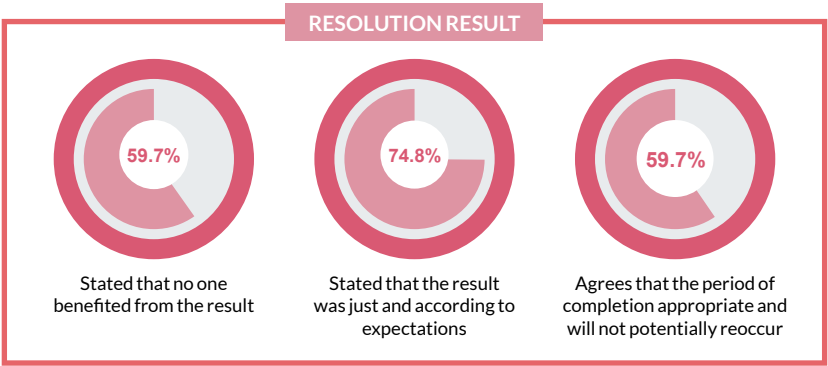 RESOLUTION RESULT
59.7%
74.8%
59.7%
Stated that no one
benefited from the result
Stated that the result
was just and according to
expectations
Agrees that the period of
completion appropriate and
will not potentially reoccur